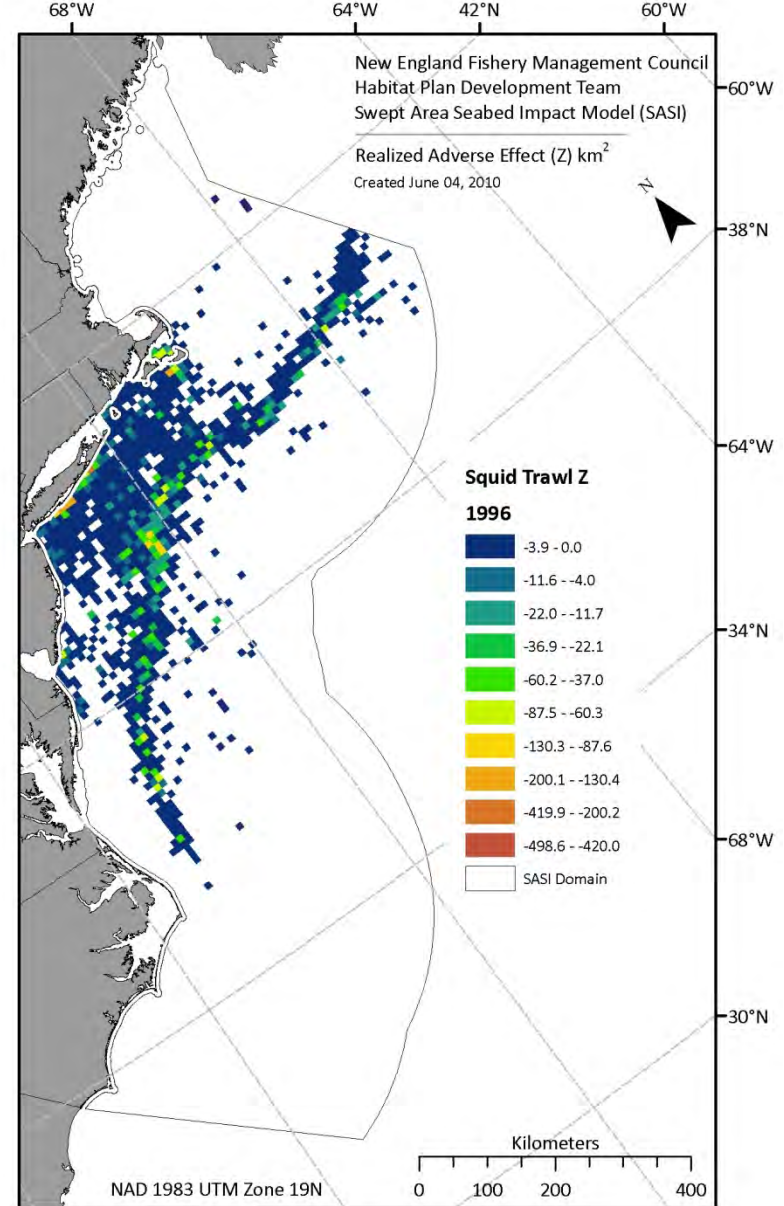 68°W
64°W
42°N
60°W
New England Fishery Management Council
Habitat Plan Development Team
Swept Area Seabed Impact Model (SASI)
Realized Adverse Effect (Z) km²
Created June 04, 2010
N
60°W
38°N
64°W
Squid Trawl Z
1996
-3.9 - 0.0
-11.6 - -4.0
-22.0 - -11.7
-36.9 - -22.1
-60.2 - -37.0
-87.5 - -60.3
-130.3 - -87.6
-200.1 - -130.4
-419.9 - -200.2
-498.6 - -420.0
SASI Domain
34°N
68°W
30°N
Kilometers
NAD 1983 UTM Zone 19N
0 100 200 400